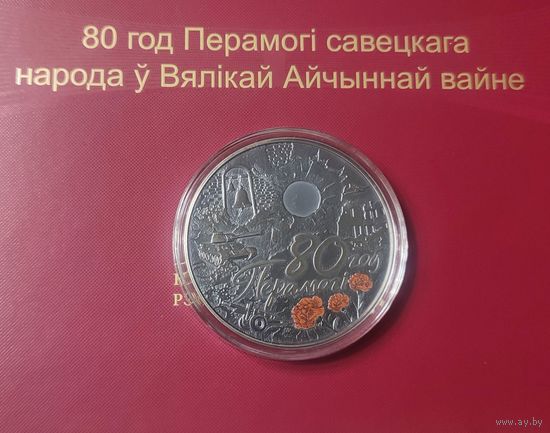 80 год Перамогі савецкага
народа ў Вялікай Айчыннай вайне
80 год
Перамогі
www.ay.by